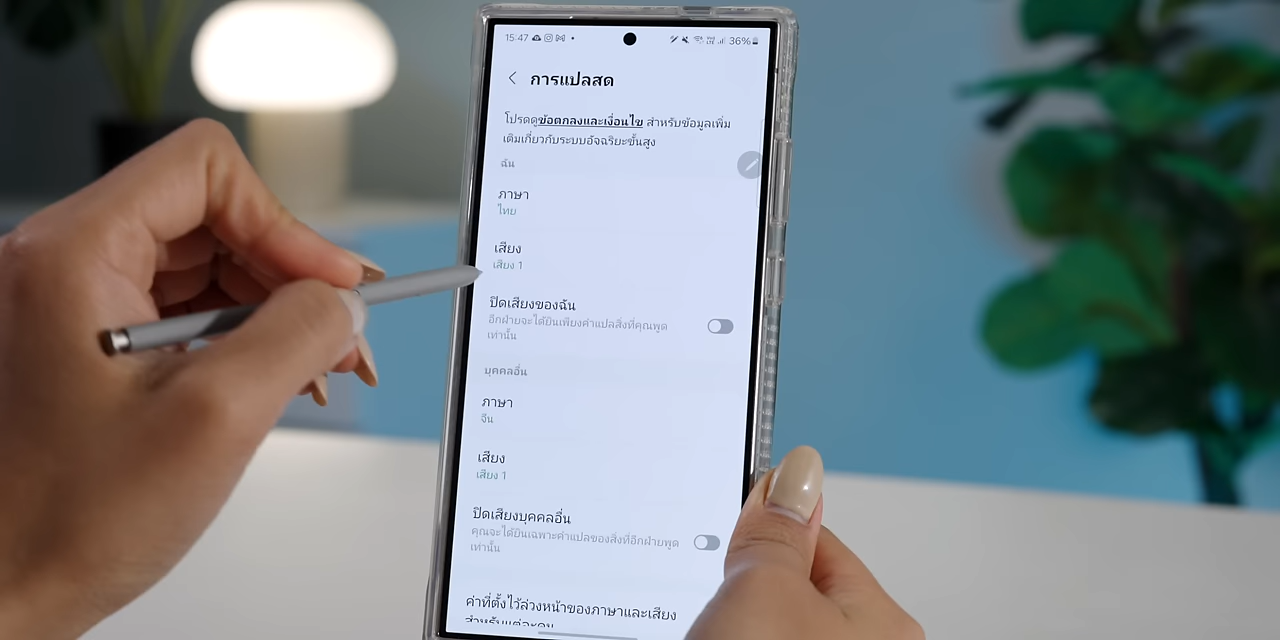 15:47
36%
การแปลสด
โปรดดูข้อตกลงและเงื่อนไข สำหรับข้อมูลเพิ่ม
เติมเกี่ยวกับระบบอัจฉริยะขั้นสูง
ฉัน
ภาษา
ไทย
เสียง
เสียง 1
ปิดเสียงของฉัน
อีกฝ่ายจะได้ยินเพียงคำแปลสิ่งที่คุณพูด
เท่านั้น
บุคคลอื่น
ภาษา
จีน
เสียง
เสียง 1
ปิดเสียงบุคคลอื่น
คุณจะได้ยินเฉพาะคำแปลของสิ่งที่อีกฝ่ายพูด
เท่านั้น
ค่าที่ตั้งไว้ล่วงหน้าของภาษาและเสียง
สำหรับแต่ละคน